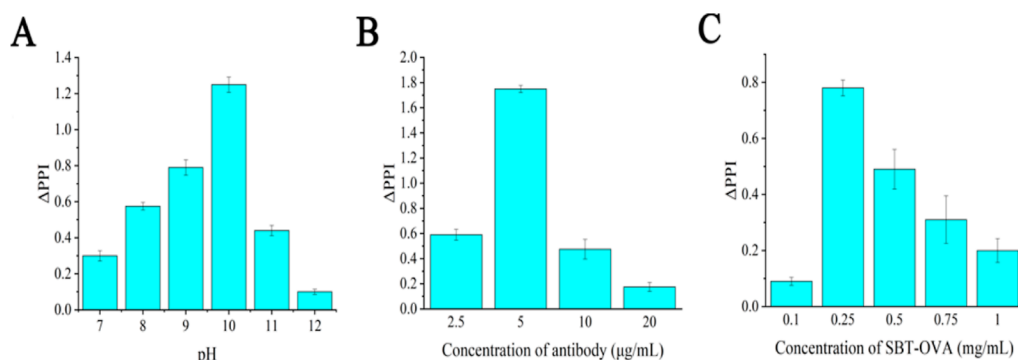 A
ΔPPI
1.4
1.2
1.0
0.8
0.6
0.4
0.2
0.0
7 8 9 10 11 12
pH
B
ΔPPI
2.0
1.8
1.6
1.4
1.2
1.0
0.8
0.6
0.4
0.2
0.0
2.5 5 10 20
Concentration of antibody (μg/mL)
C
ΔPPI
0.8
0.6
0.4
0.2
0.0
0.1 0.25 0.5 0.75 1
Concentration of SBT-OVA (mg/mL)